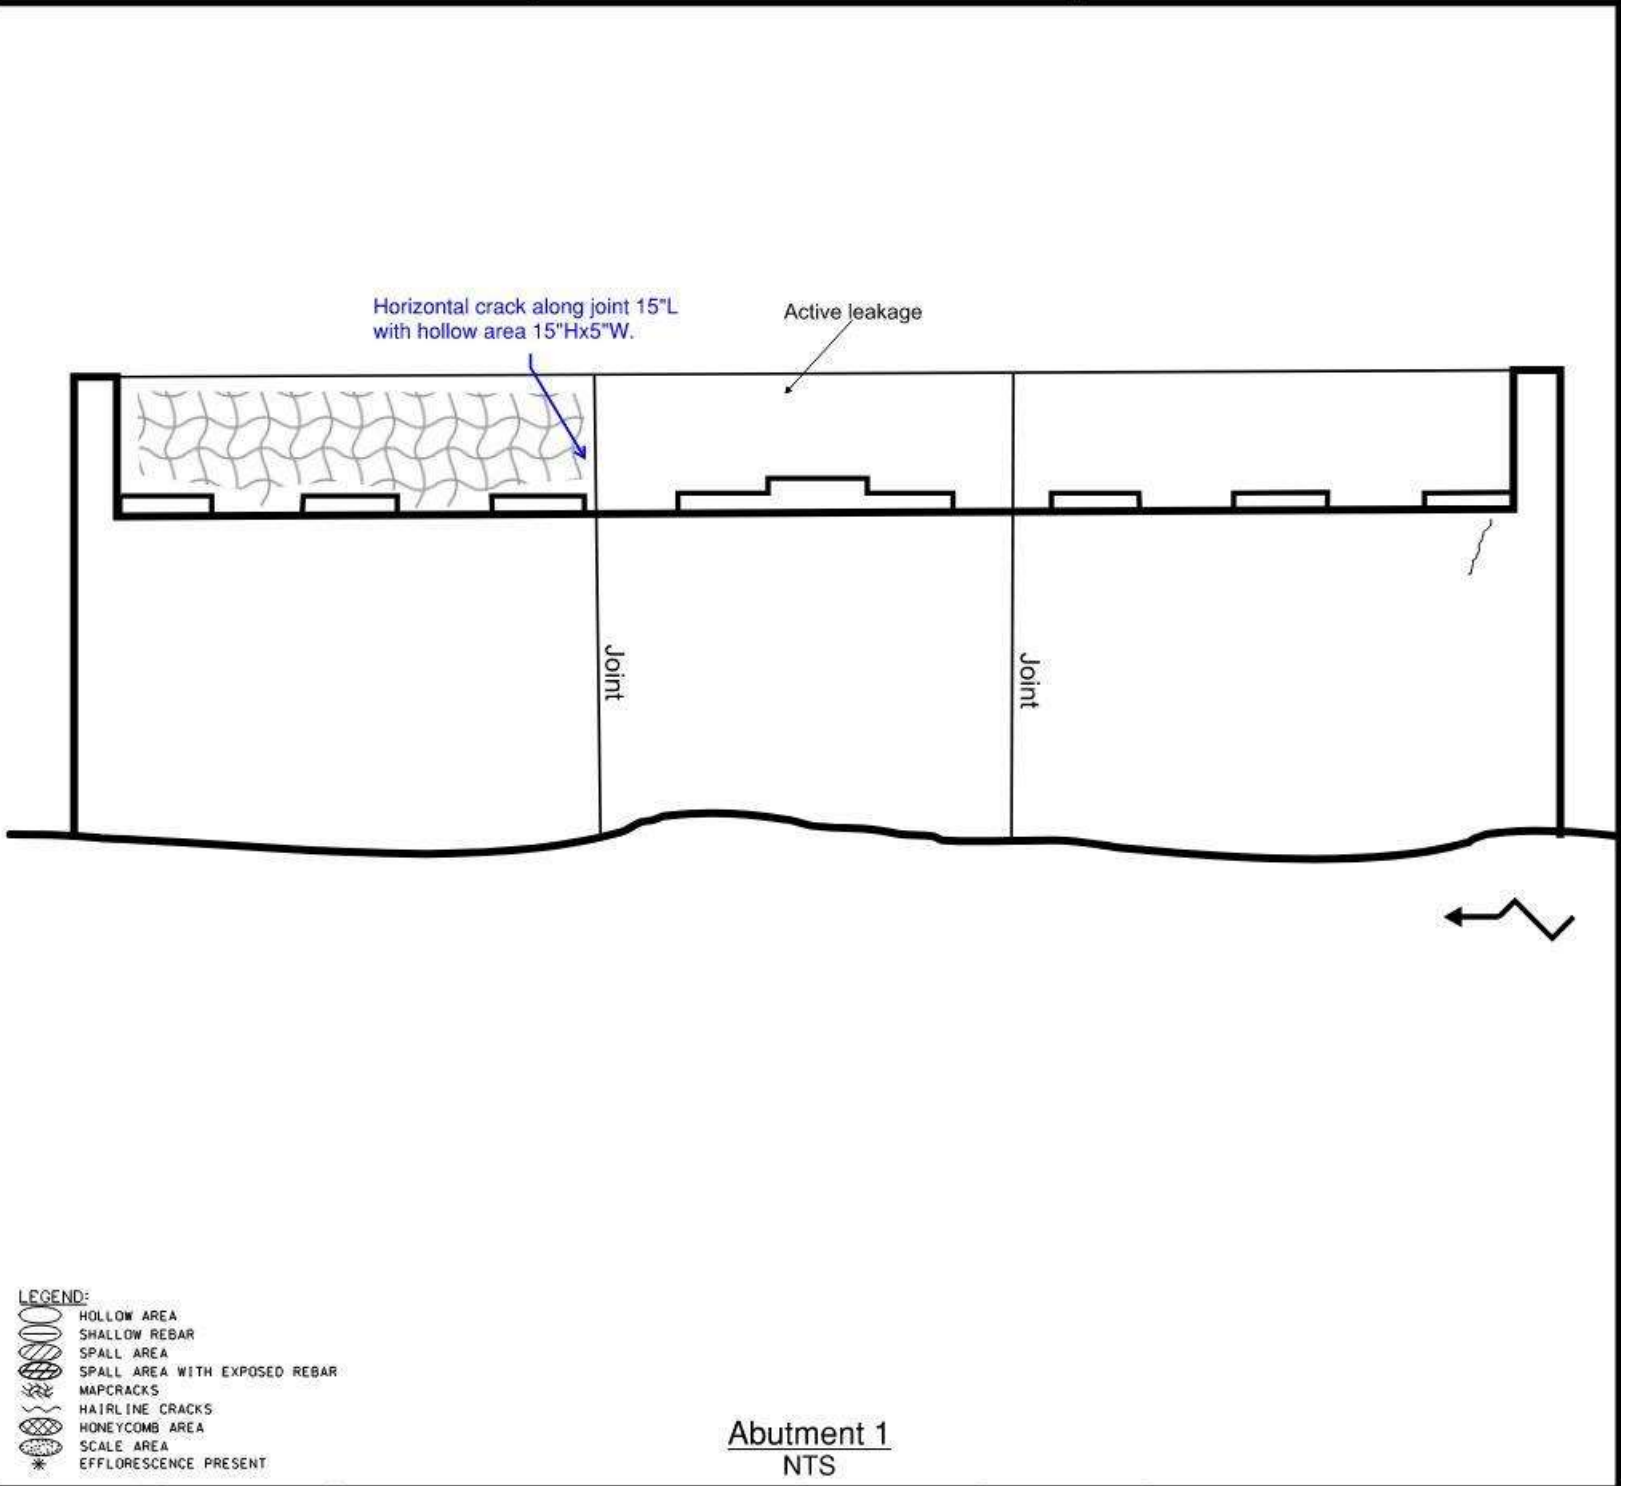 Horizontal crack along joint 15"L
with hollow area 15"Hx5"W.
Active leakage
Joint
Joint
LEGEND:
HOLLOW AREA
SHALLOW REBAR
SPALL AREA
SPALL AREA WITH EXPOSED REBAR
MAPCRACKS
HAIRLINE CRACKS
HONEYCOMB AREA
SCALE AREA
EFFLORESCENCE PRESENT
Abutment 1
NTS